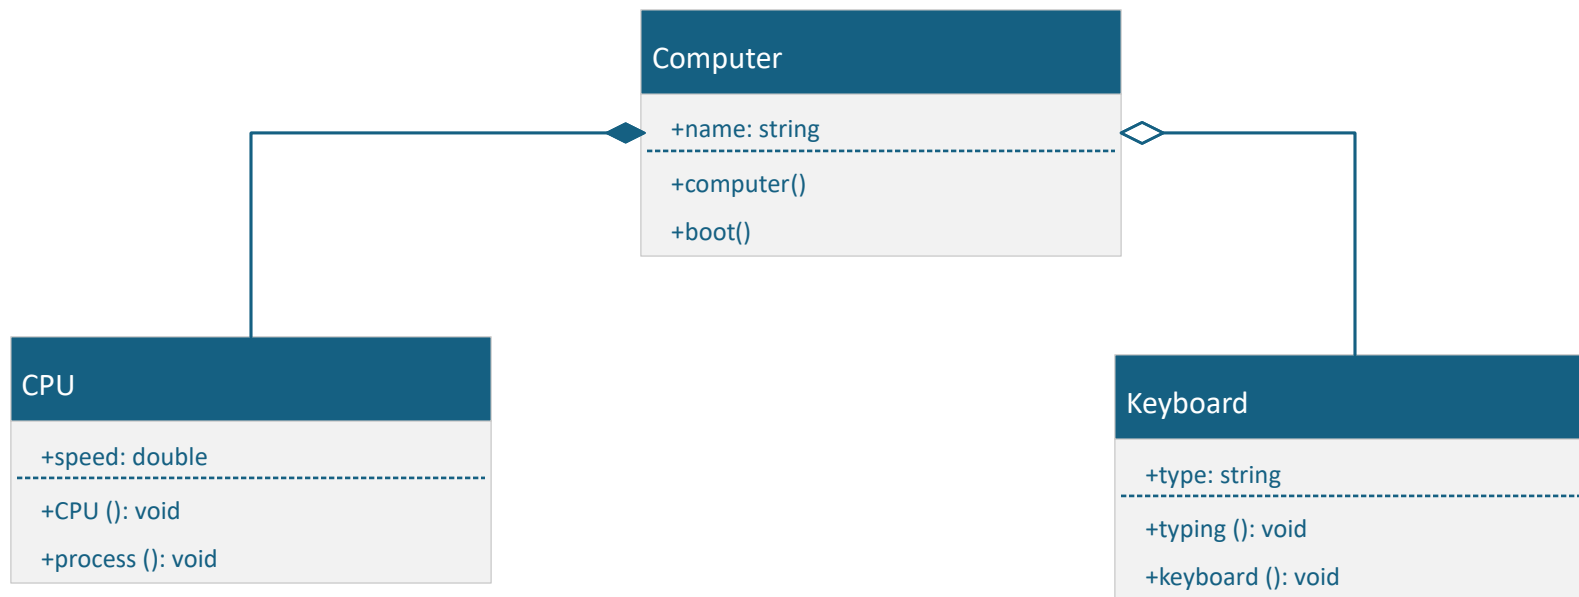 Computer
+name: string
+computer()
+boot()
CPU
+speed: double
+CPU (): void
+process (): void
Keyboard
+type: string
+typing (): void
+keyboard (): void